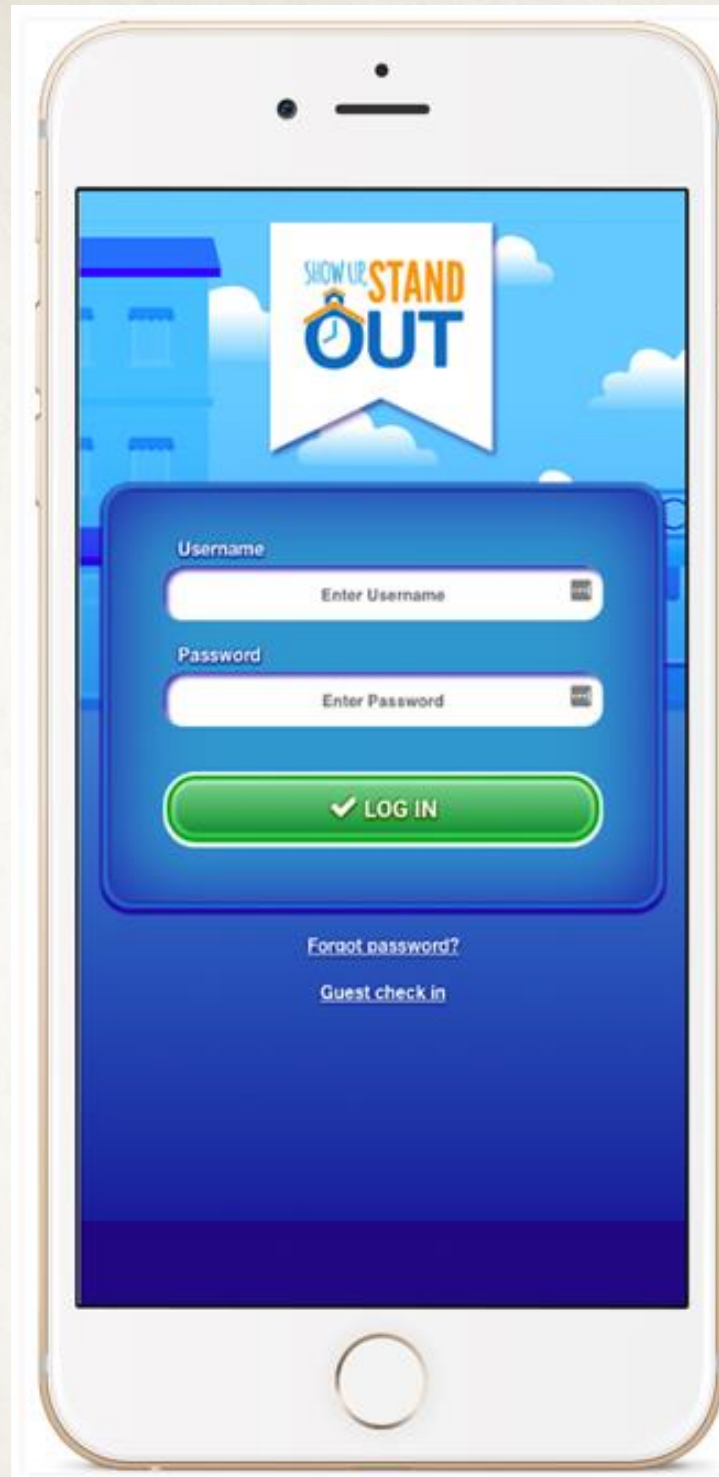 SHOW UP, STAND
OUT
Username
Enter Username
Password
Enter Password
✔ LOG IN
Forgot password?
Guest check in